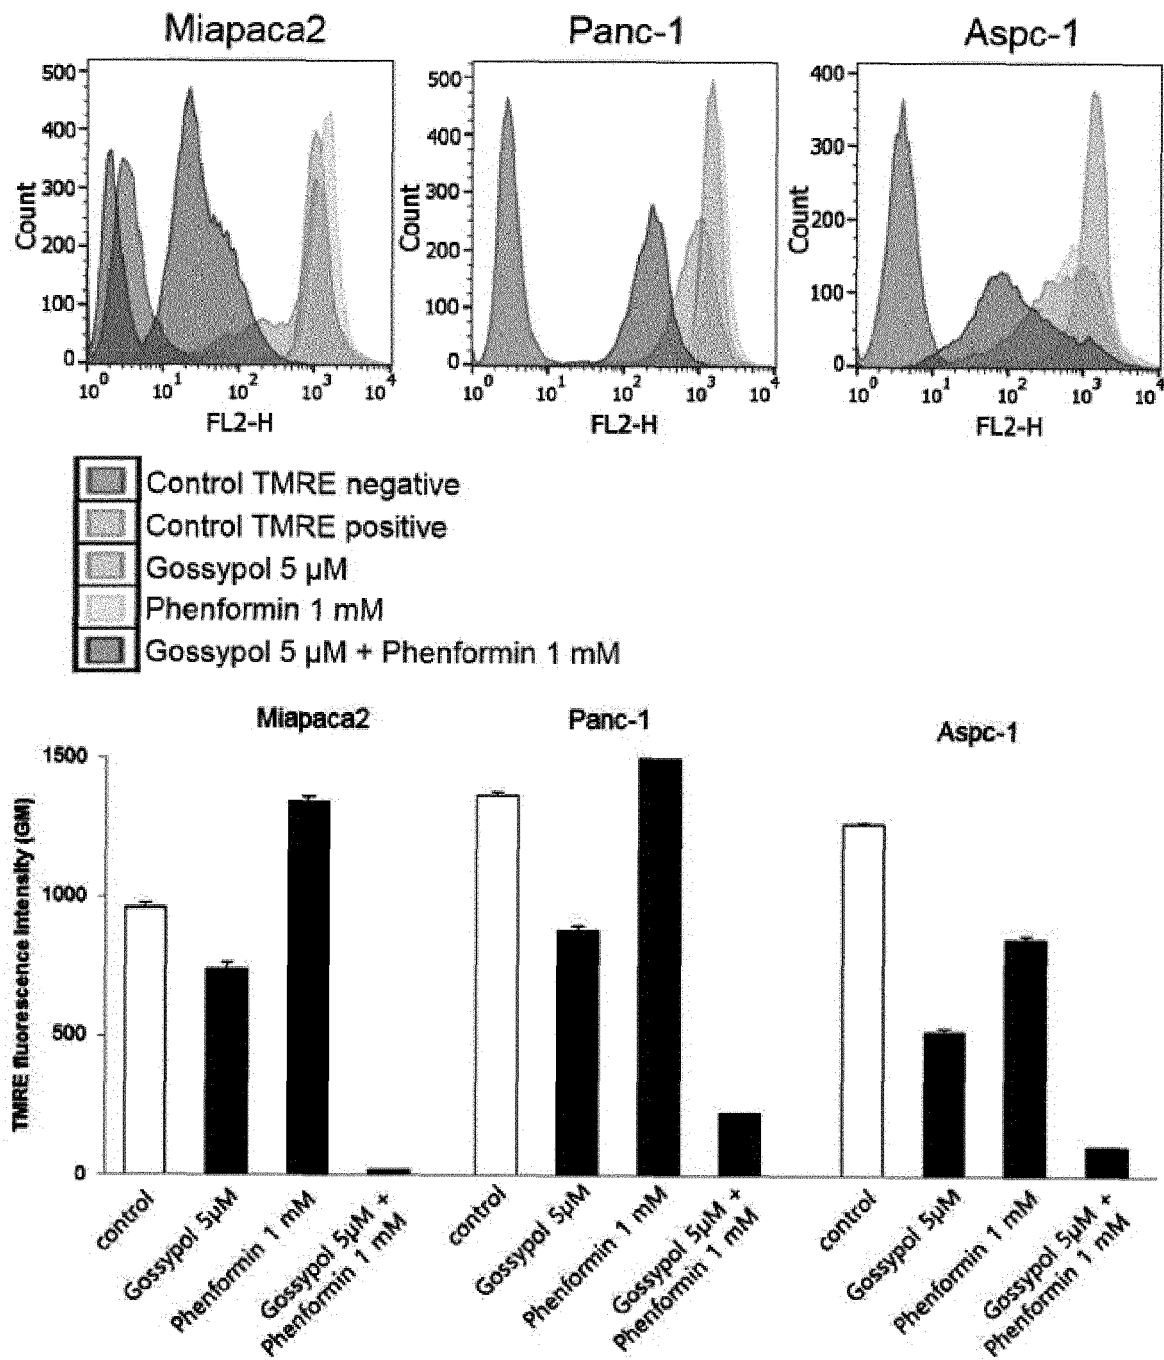 Miapaca2 Panc-1 Aspc-1
500 400 300 200 100 0
Count
10^0 10^1 10^2 10^3 10^4
FL2-H
500 400 300 200 100 0
Count
10^0 10^1 10^2 10^3 10^4
FL2-H
400 300 200 100 0
Count
10^0 10^1 10^2 10^3 10^4
FL2-H
Control TMRE negative
Control TMRE positive
Gossypol 5 µM
Phenformin 1 mM
Gossypol 5 µM + Phenformin 1 mM
Miapaca2 Panc-1 Aspc-1
TMRE fluorescence Intensity (GM)
1500
1000
500
0
control
Gossypol 5µM
Phenformin 1 mM
Gossypol 5µM +
Phenformin 1 mM
control
Gossypol 5µM
Phenformin 1 mM
Gossypol 5µM +
Phenformin 1 mM
control
Gossypol 5µM
Phenformin 1 mM
Gossypol 5µM +
Phenformin 1 mM